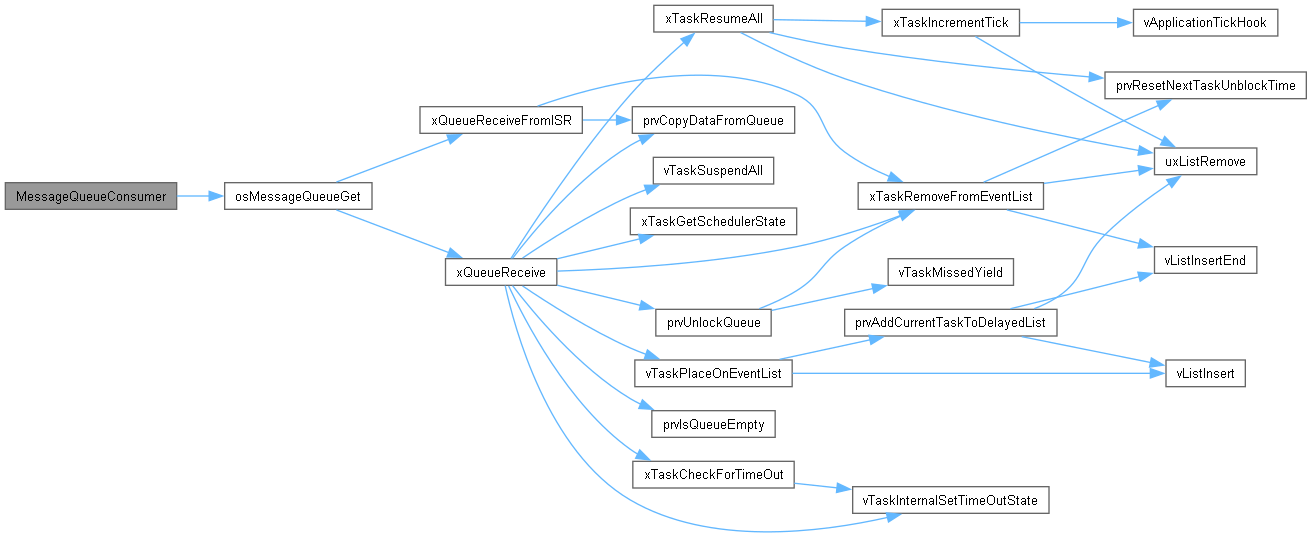 MessageQueueConsumer
osMessageQueueGet
xQueueReceiveFromISR
xQueueReceive
xTaskResumeAll
prvCopyDataFromQueue
vTaskSuspendAll
xTaskGetSchedulerState
prvUnlockQueue
vTaskPlaceOnEventList
prvIsQueueEmpty
xTaskCheckForTimeOut
xTaskIncrementTick
xTaskRemoveFromEventList
vTaskMissedYield
prvAddCurrentTaskToDelayedList
vTaskInternalSetTimeOutState
vApplicationTickHook
prvResetNextTaskUnblockTime
uxListRemove
vListInsertEnd
vListInsert